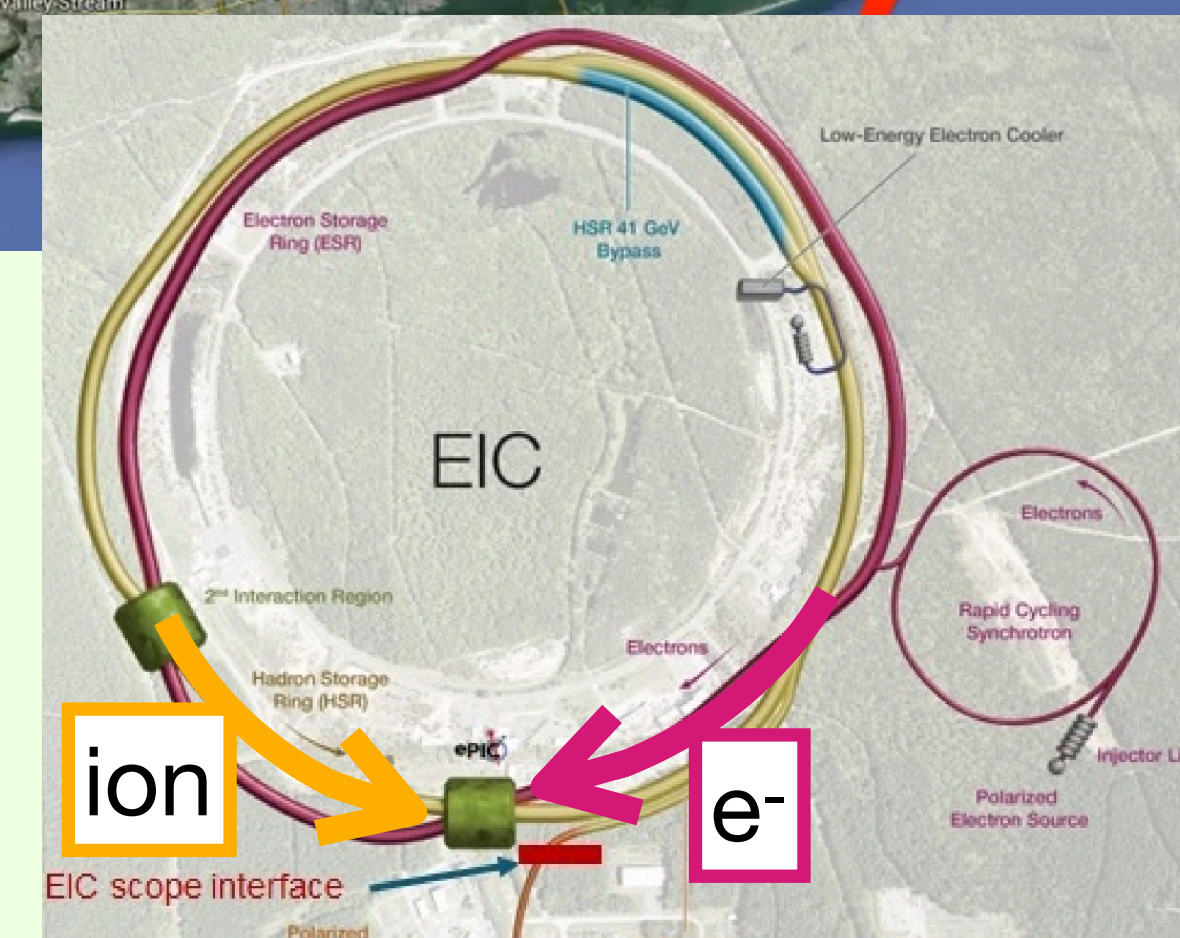 Valley Stream
Low-Energy Electron Cooler
Electron Storage
Ring (ESR)
HSR 41 GeV
Bypass
EIC
Electrons
2nd Interaction Region
Rapid Cycling
Synchrotron
Electrons
Hadron Storage
Ring (HSR)
ePIC
ion
e-
Injector Li
Polarized
Electron Source
EIC scope interface
Polarized